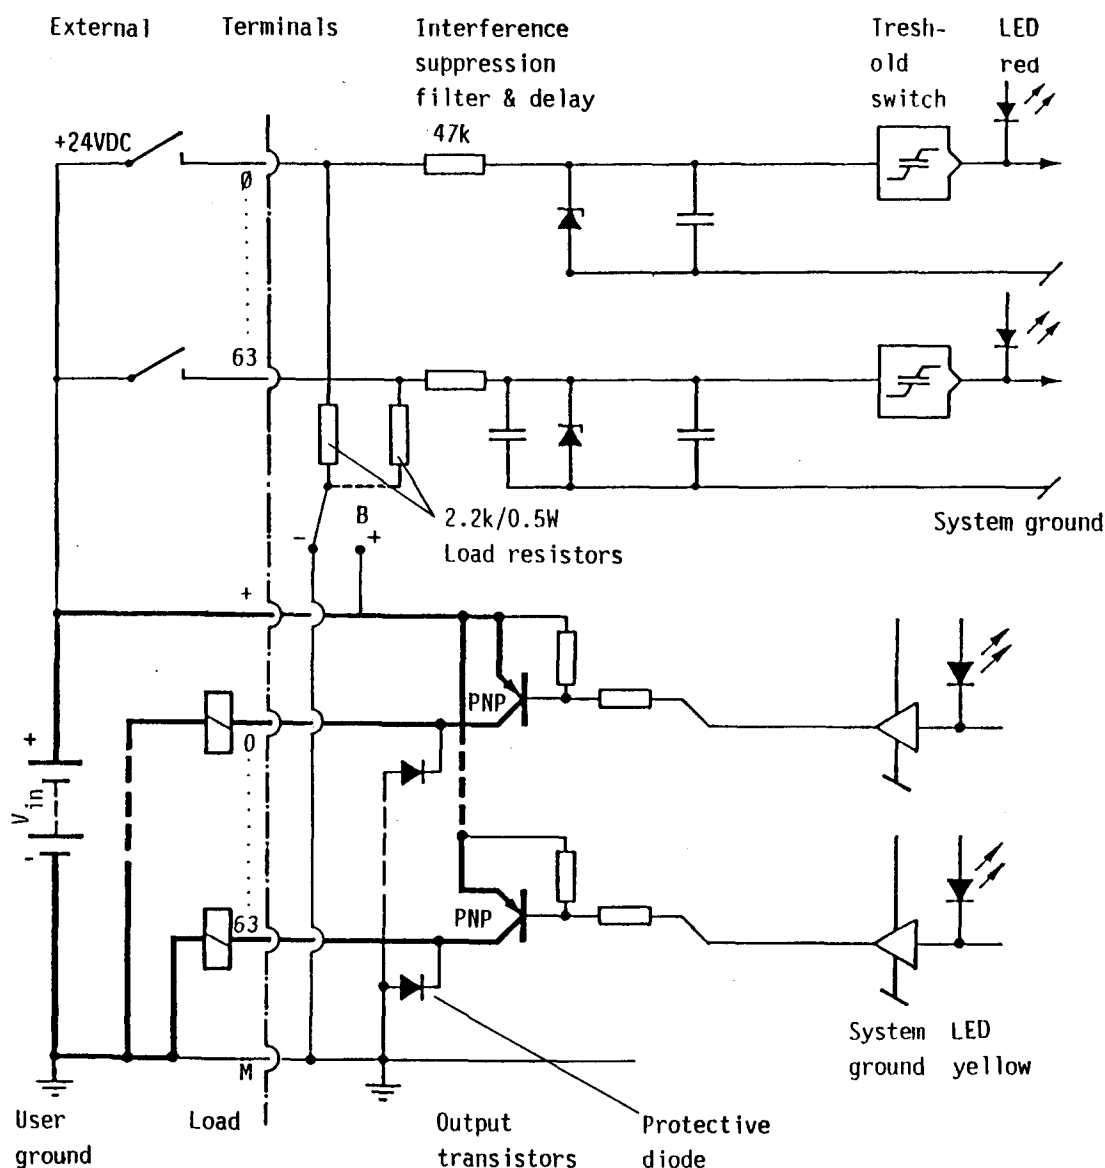 External
Terminals
Interference
suppression
filter & delay
Tresh-
old
switch
LED
red
+24VDC
47k
Ø
63
2.2k/0.5W
Load resistors
B
-
+
System ground
+
PNP
0
+
V in
-
PNP
63
M
System
ground
LED
yellow
User
ground
Load
Output
transistors
Protective
diode